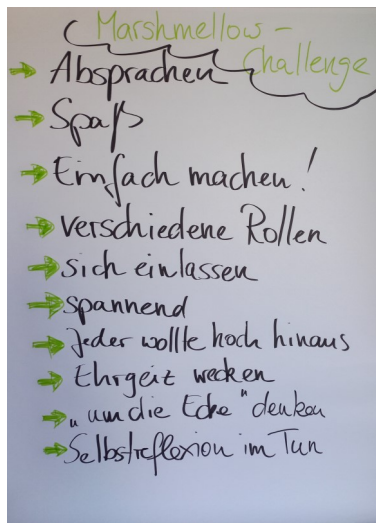 Marshmellow-
Challenge
Absprachen
Spaß
Einfach machen!
verschiedene Rollen
sich einlassen
spannend
Jeder wollte hoch hinaus
Ehrgeiz wecken
„um die Ecke" denken
Selbstreflexion im Tun